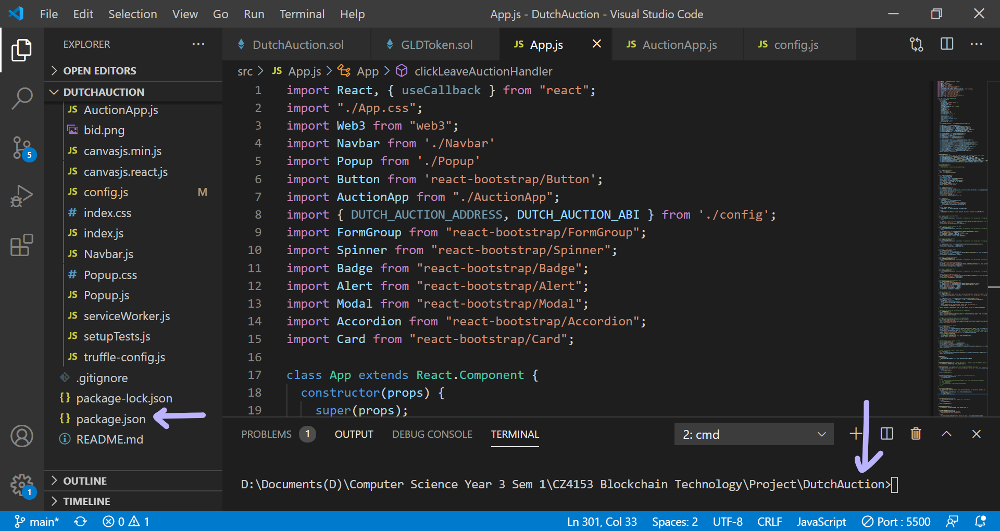 File Edit Selection View Go Run Terminal Help
App.js - DutchAuction - Visual Studio Code
EXPLORER
OPEN EDITORS
DUTCHAUCTION
JS AuctionApp.js
bid.png
JS canvasjs.min.js
JS canvasjs.react.js
JS config.js M
# index.css
JS index.js
JS Navbar.js
# Popup.css
JS Popup.js
JS serviceWorker.js
JS setupTests.js
JS truffle-config.js
.gitignore
{} package-lock.json
{} package.json
README.md
OUTLINE
TIMELINE
5
1
DutchAuction.sol
GLDToken.sol
JS App.js
JS AuctionApp.js
JS config.js
src > JS App.js > App > clickLeaveAuctionHandler
1 import React, { useCallback } from "react";
2 import "./App.css";
3 import Web3 from "web3";
4 import Navbar from './Navbar'
5 import Popup from './Popup'
6 import Button from 'react-bootstrap/Button';
7 import AuctionApp from "./AuctionApp";
8 import { DUTCH_AUCTION_ADDRESS, DUTCH_AUCTION_ABI } from './config';
9 import FormGroup from "react-bootstrap/FormGroup";
10 import Spinner from "react-bootstrap/Spinner";
11 import Badge from "react-bootstrap/Badge";
12 import Alert from "react-bootstrap/Alert";
13 import Modal from "react-bootstrap/Modal";
14 import Accordion from "react-bootstrap/Accordion";
15 import Card from "react-bootstrap/Card";
16
17 class App extends React.Component {
18 constructor(props) {
19 super(props);
PROBLEMS 1 OUTPUT DEBUG CONSOLE TERMINAL
2: cmd
D:\Documents(D)\Computer Science Year 3 Sem 1\CZ4153 Blockchain Technology\Project\DutchAuction>
main* 0 1
Ln 301, Col 33 Spaces: 2 UTF-8 CRLF JavaScript Port : 5500